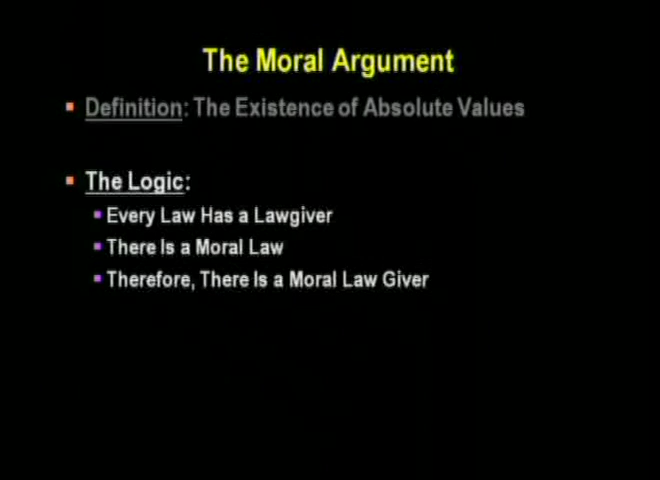 The Moral Argument
Definition: The Existence of Absolute Values
The Logic:
Every Law Has a Lawgiver
There Is a Moral Law
Therefore, There Is a Moral Law Giver